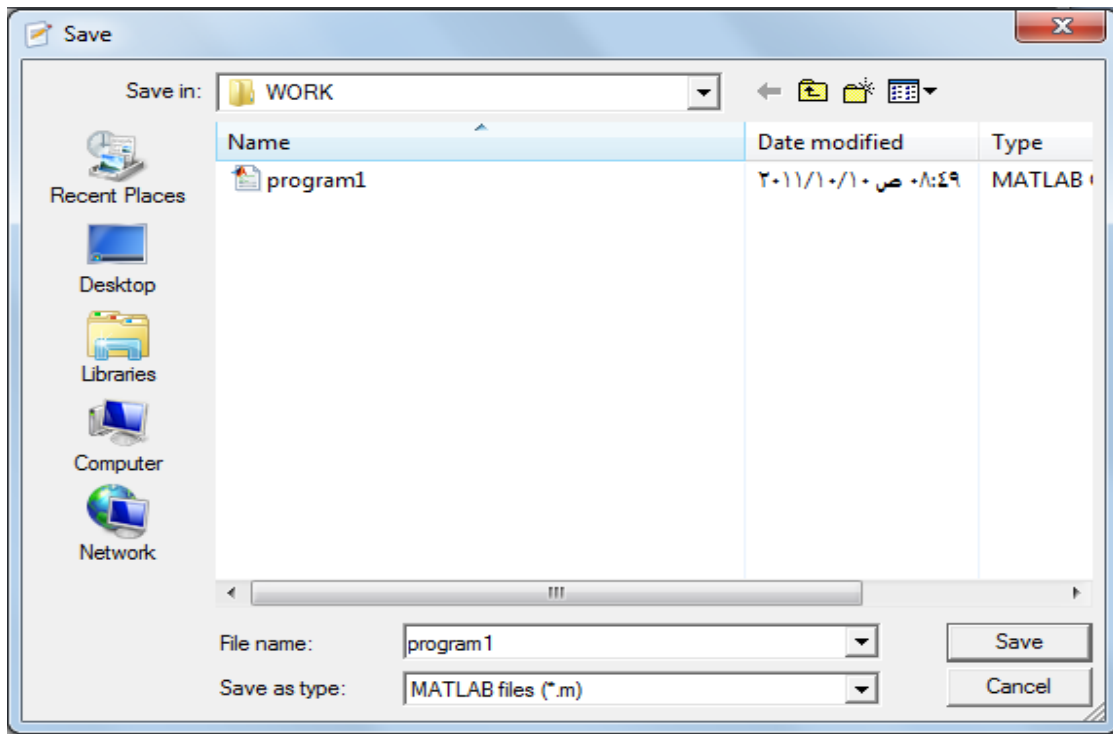 Save
Save in: WORK
Name Date modified Type
program1 ٢٠١١/١٠/١٠ ص ٠٨:٤٩ MATLAB
Recent Places
Desktop
Libraries
Computer
Network
File name: program1 Save
Save as type: MATLAB files (*.m) Cancel